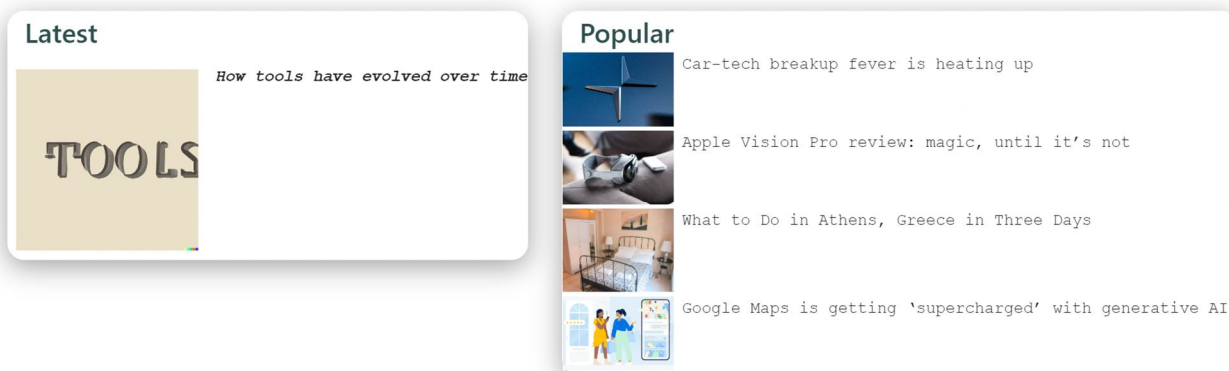 Latest
How tools have evolved over time
TOOLS
Popular
Car-tech breakup fever is heating up
Apple Vision Pro review: magic, until it’s not
What to Do in Athens, Greece in Three Days
Google Maps is getting ‘supercharged’ with generative AI